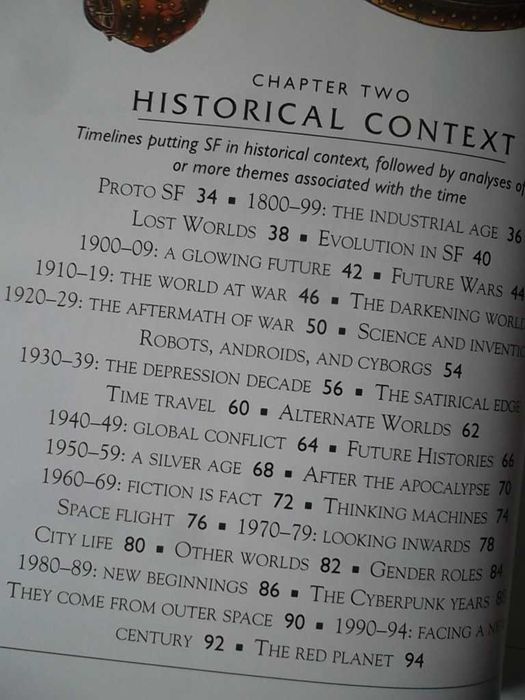 CHAPTER TWO
HISTORICAL CONTEXT
Timelines putting SF in historical context, followed by analyses of
or more themes associated with the time
PROTO SF 34 ▪ 1800–99: THE INDUSTRIAL AGE 36
LOST WORLDS 38 ▪ EVOLUTION IN SF 40
1900–09: A GLOWING FUTURE 42 ▪ FUTURE WARS 44
1910–19: THE WORLD AT WAR 46 ▪ THE DARKENING
1920–29: THE AFTERMATH OF WAR 50 ▪ SCIENCE AND
ROBOTS, ANDROIDS, AND CYBORGS 54
1930–39: THE DEPRESSION DECADE 56 ▪ THE SATIRICAL EDGE
TIME TRAVEL 60 ▪ ALTERNATE WORLDS 62
1940–49: GLOBAL CONFLICT 64 ▪ FUTURE HISTORIES 66
1950–59: A SILVER AGE 68 ▪ AFTER THE APOCALYPSE 70
1960–69: FICTION IS FACT 72 ▪ THINKING MACHINES 74
SPACE FLIGHT 76 ▪ 1970–79: LOOKING INWARDS 78
CITY LIFE 80 ▪ OTHER WORLDS 82 ▪ GENDER ROLES 84
1980–89: NEW BEGINNINGS 86 ▪ THE CYBERPUNK YEARS
THEY COME FROM OUTER SPACE 90 ▪ 1990–94: FACING A
CENTURY 92 ▪ THE RED PLANET 94